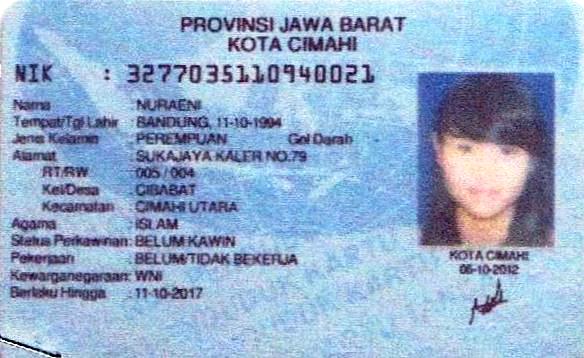 PROVINSI JAWA BARAT
KOTA CIMAHI
NIK : 3277035110940021
Nama : NURAENI
Tempat/Tgl Lahir : BANDUNG, 11-10-1994
Jenis Kelamin : PEREMPUAN Gol Darah
Alamat : SUKAJAYA KALER NO.79
RT/RW : 005 / 004
Kel/Desa : CIBABAT
Kecamatan : CIMAHI UTARA
Agama : ISLAM
Status Perkawinan: BELUM KAWIN
Pekerjaan : BELUM/TIDAK BEKERJA
Kewarganegaraan: WNI
Berlaku Hingga : 11-10-2017
KOTA CIMAHI
05-10-2012